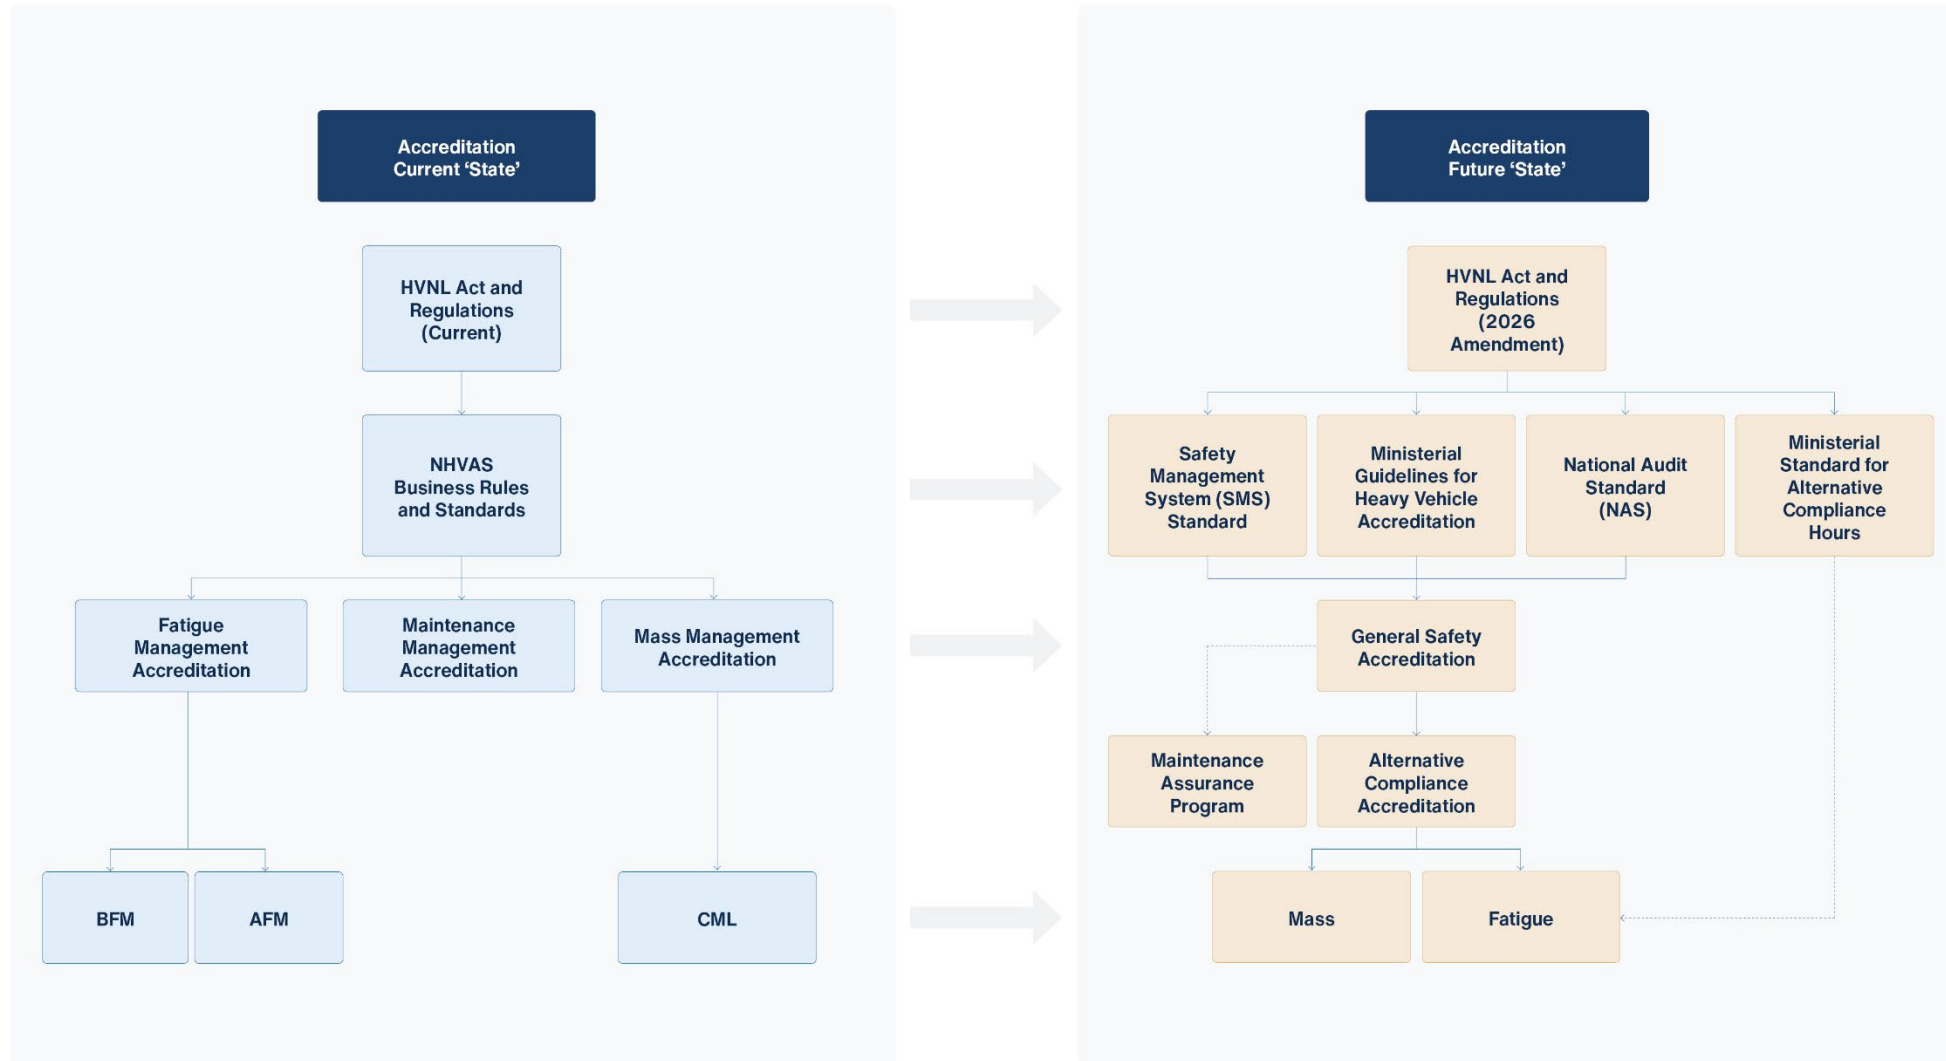 Accreditation
Current ‘State’
HVNL Act and
Regulations
(Current)
NHVAS
Business Rules
and Standards
Fatigue
Management
Accreditation
Maintenance
Management
Accreditation
Mass Management
Accreditation
BFM
AFM
CML
Accreditation
Future ‘State’
HVNL Act and
Regulations
(2026
Amendment)
Safety
Management
System (SMS)
Standard
Ministerial
Guidelines for
Heavy Vehicle
Accreditation
National Audit
Standard
(NAS)
Ministerial
Standard for
Alternative
Compliance
Hours
General Safety
Accreditation
Maintenance
Assurance
Program
Alternative
Compliance
Accreditation
Mass
Fatigue